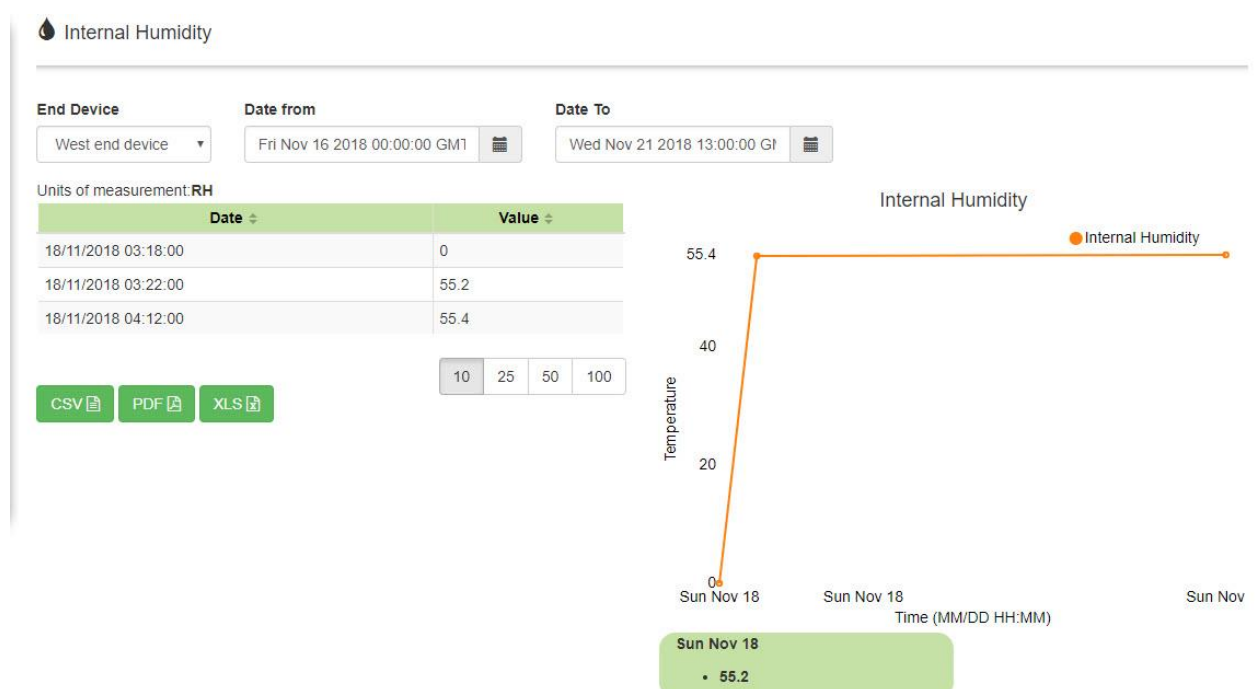 Internal Humidity
End Device Date from Date To
West end device Fri Nov 16 2018 00:00:00 GMT Wed Nov 21 2018 13:00:00 GM
Units of measurement:RH
Date Value
18/11/2018 03:18:00 0
18/11/2018 03:22:00 55.2
18/11/2018 04:12:00 55.4
10 25 50 100
CSV PDF XLS
Internal Humidity
Internal Humidity
55.4
40
20
0
Temperature
Sun Nov 18 Sun Nov 18 Sun Nov
Time (MM/DD HH:MM)
Sun Nov 18
• 55.2